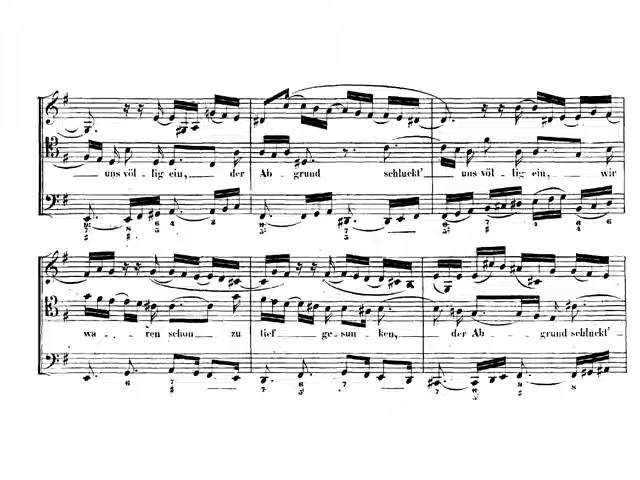 uns völ - lig ein, der Ab - grund schluckt' uns völ - lig ein, wir
wa - ren schon zu tief ge - sun - ken, der Ab - grund schluckt'